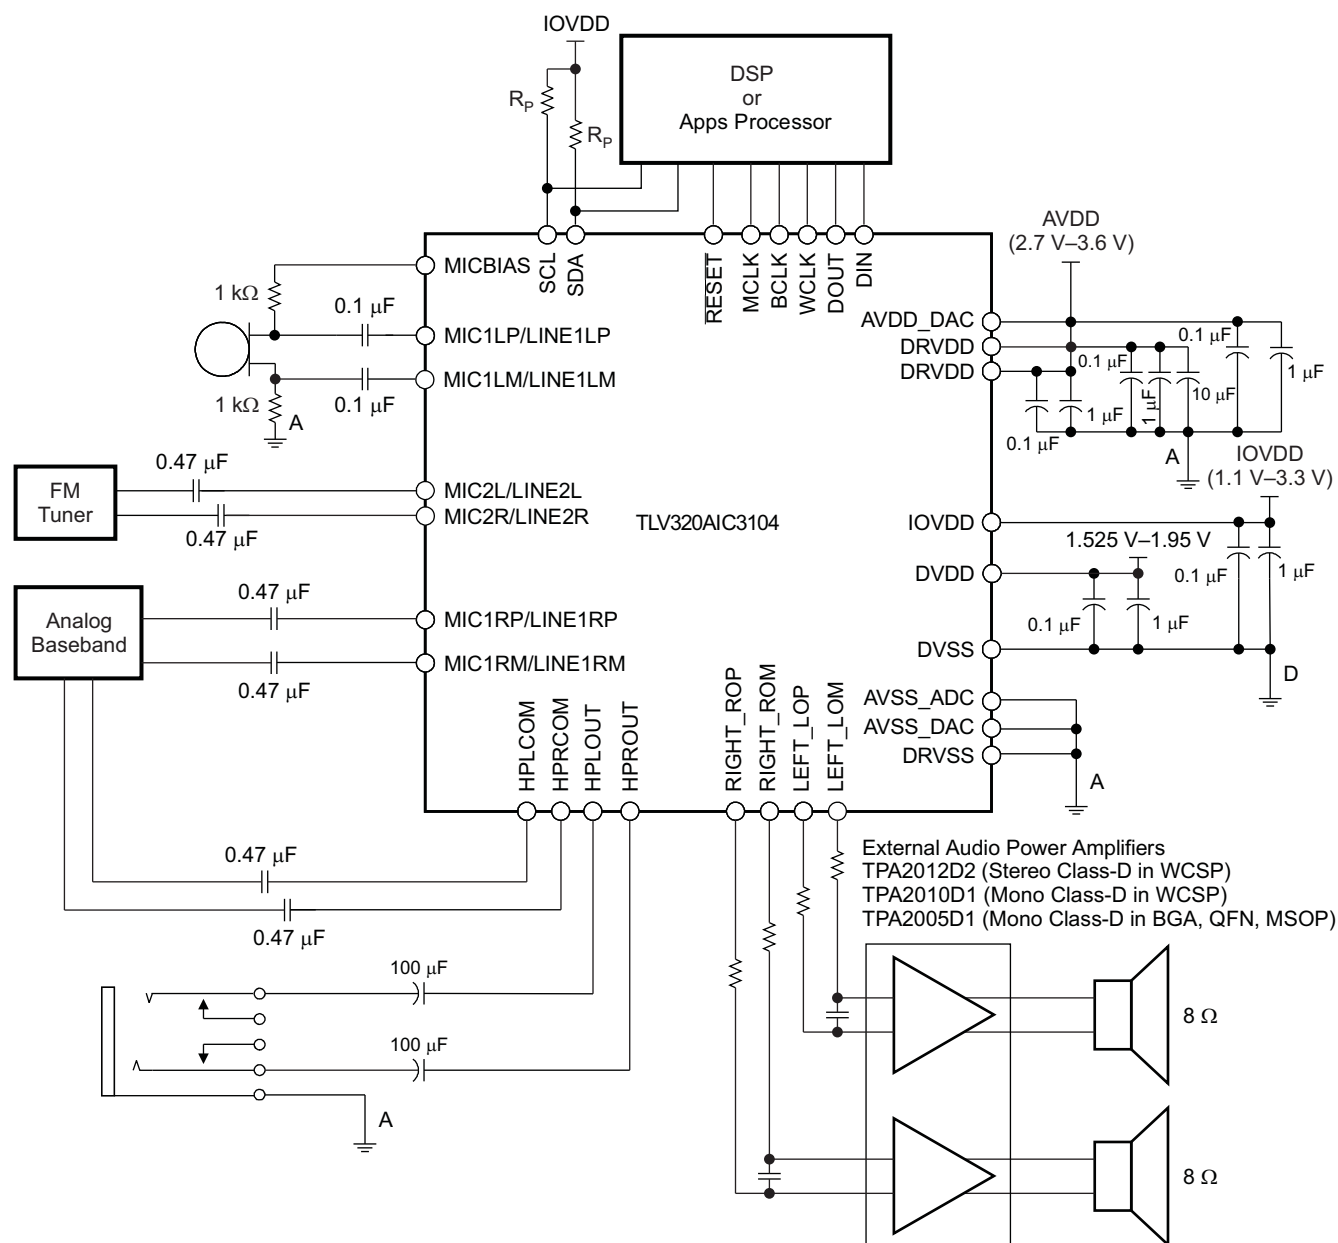 IOVDD
R_P
R_P
DSP
or
Apps Processor
SCL
SDA
RESET
MCLK
BCLK
WCLK
DOUT
DIN
AVDD
(2.7 V–3.6 V)
MICBIAS
1 kΩ
0.1 μF
MIC1LP/LINE1LP
MIC1LM/LINE1LM
1 kΩ
0.1 μF
A
AVDD_DAC
DRVDD
DRVDD
0.1 μF
1 μF
0.1 μF
1 μF
10 μF
0.1 μF
1 μF
A
IOVDD
(1.1 V–3.3 V)
0.47 μF
FM
Tuner
MIC2L/LINE2L
MIC2R/LINE2R
0.47 μF
TLV320AIC3104
IOVDD
1.525 V–1.95 V
DVDD
0.1 μF
1 μF
0.1 μF
1 μF
DVSS
D
Analog
Baseband
0.47 μF
MIC1RP/LINE1RP
MIC1RM/LINE1RM
0.47 μF
AVSS_ADC
AVSS_DAC
DRVSS
A
HPLCOM
HPRCOM
HPLOUT
HPROUT
RIGHT_ROP
RIGHT_ROM
LEFT_LOP
LEFT_LOM
0.47 μF
0.47 μF
External Audio Power Amplifiers
TPA2012D2 (Stereo Class-D in WCSP)
TPA2010D1 (Mono Class-D in WCSP)
TPA2005D1 (Mono Class-D in BGA, QFN, MSOP)
100 μF
100 μF
A
8 Ω
8 Ω